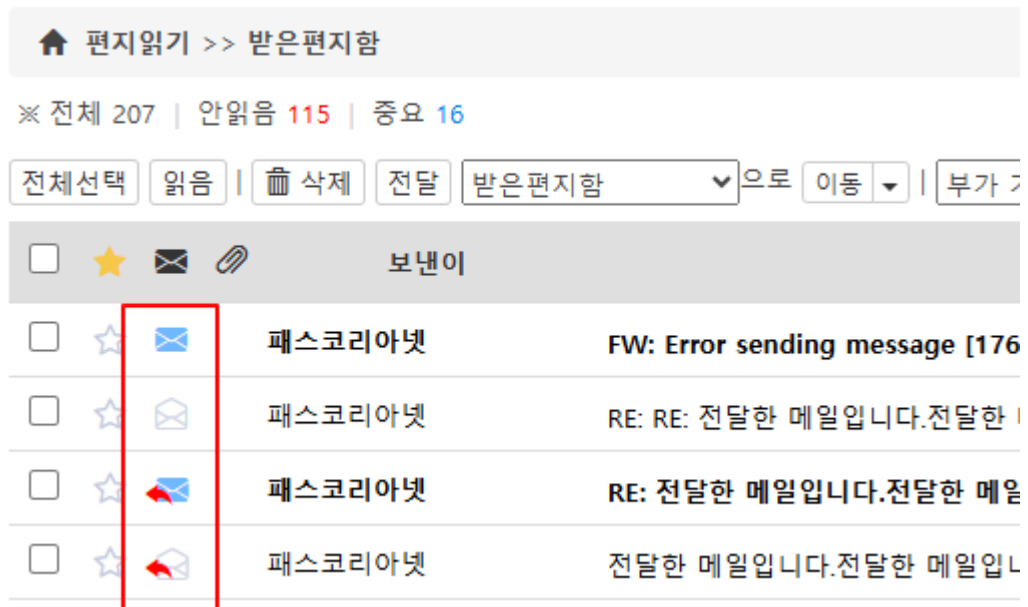 편지읽기 >> 받은편지함
※ 전체 207 | 안읽음 115 | 중요 16
전체선택 읽음 | 삭제 전달 받은편지함 으로 이동 | 부가
보낸이
패스코리아넷 FW: Error sending message [176
패스코리아넷 RE: RE: 전달한 메일입니다.전달한
패스코리아넷 RE: 전달한 메일입니다.전달한 메일
패스코리아넷 전달한 메일입니다.전달한 메일입니